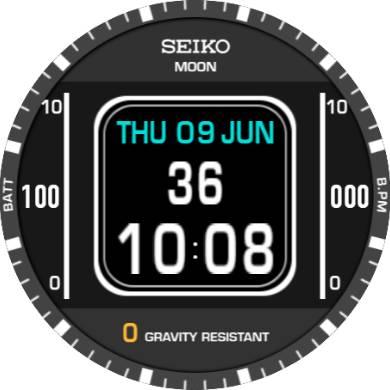 SEIKO
MOON
10
10
THU 09 JUN
36
BATT
100
000
B.PM
10:08
0
0
0 GRAVITY RESISTANT